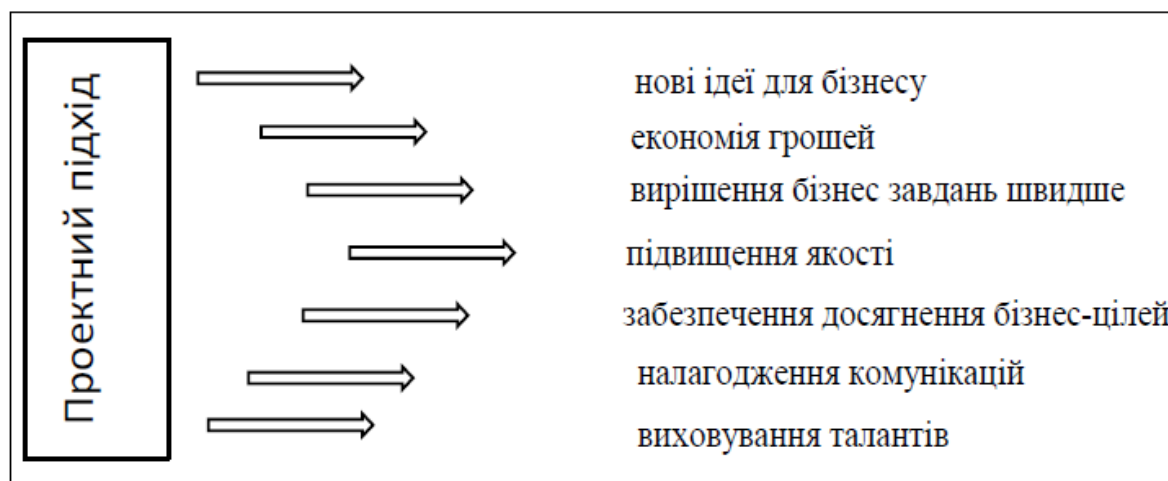 Проектний підхід
нові ідеї для бізнесу
економія грошей
вирішення бізнес завдань швидше
підвищення якості
забезпечення досягнення бізнес-цілей
налагодження комунікацій
виховування талантів